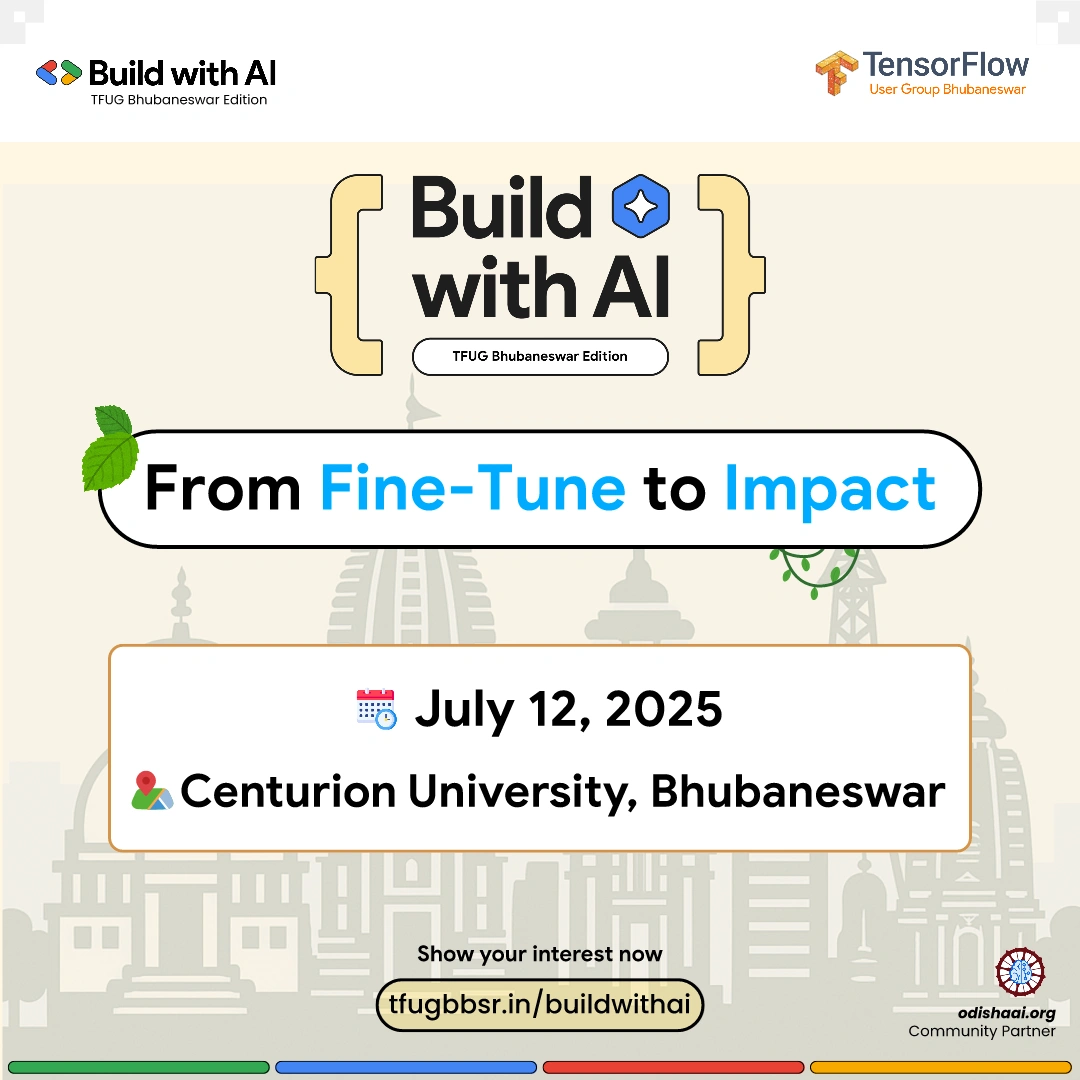 Build with AI
TFUG Bhubaneswar Edition
TensorFlow
User Group Bhubaneswar
Build
with AI
TFUG Bhubaneswar Edition
From Fine-Tune to Impact
July 12, 2025
Centurion University, Bhubaneswar
Show your interest now
tfugbbsr.in/buildwithai
odishaai.org
Community Partner